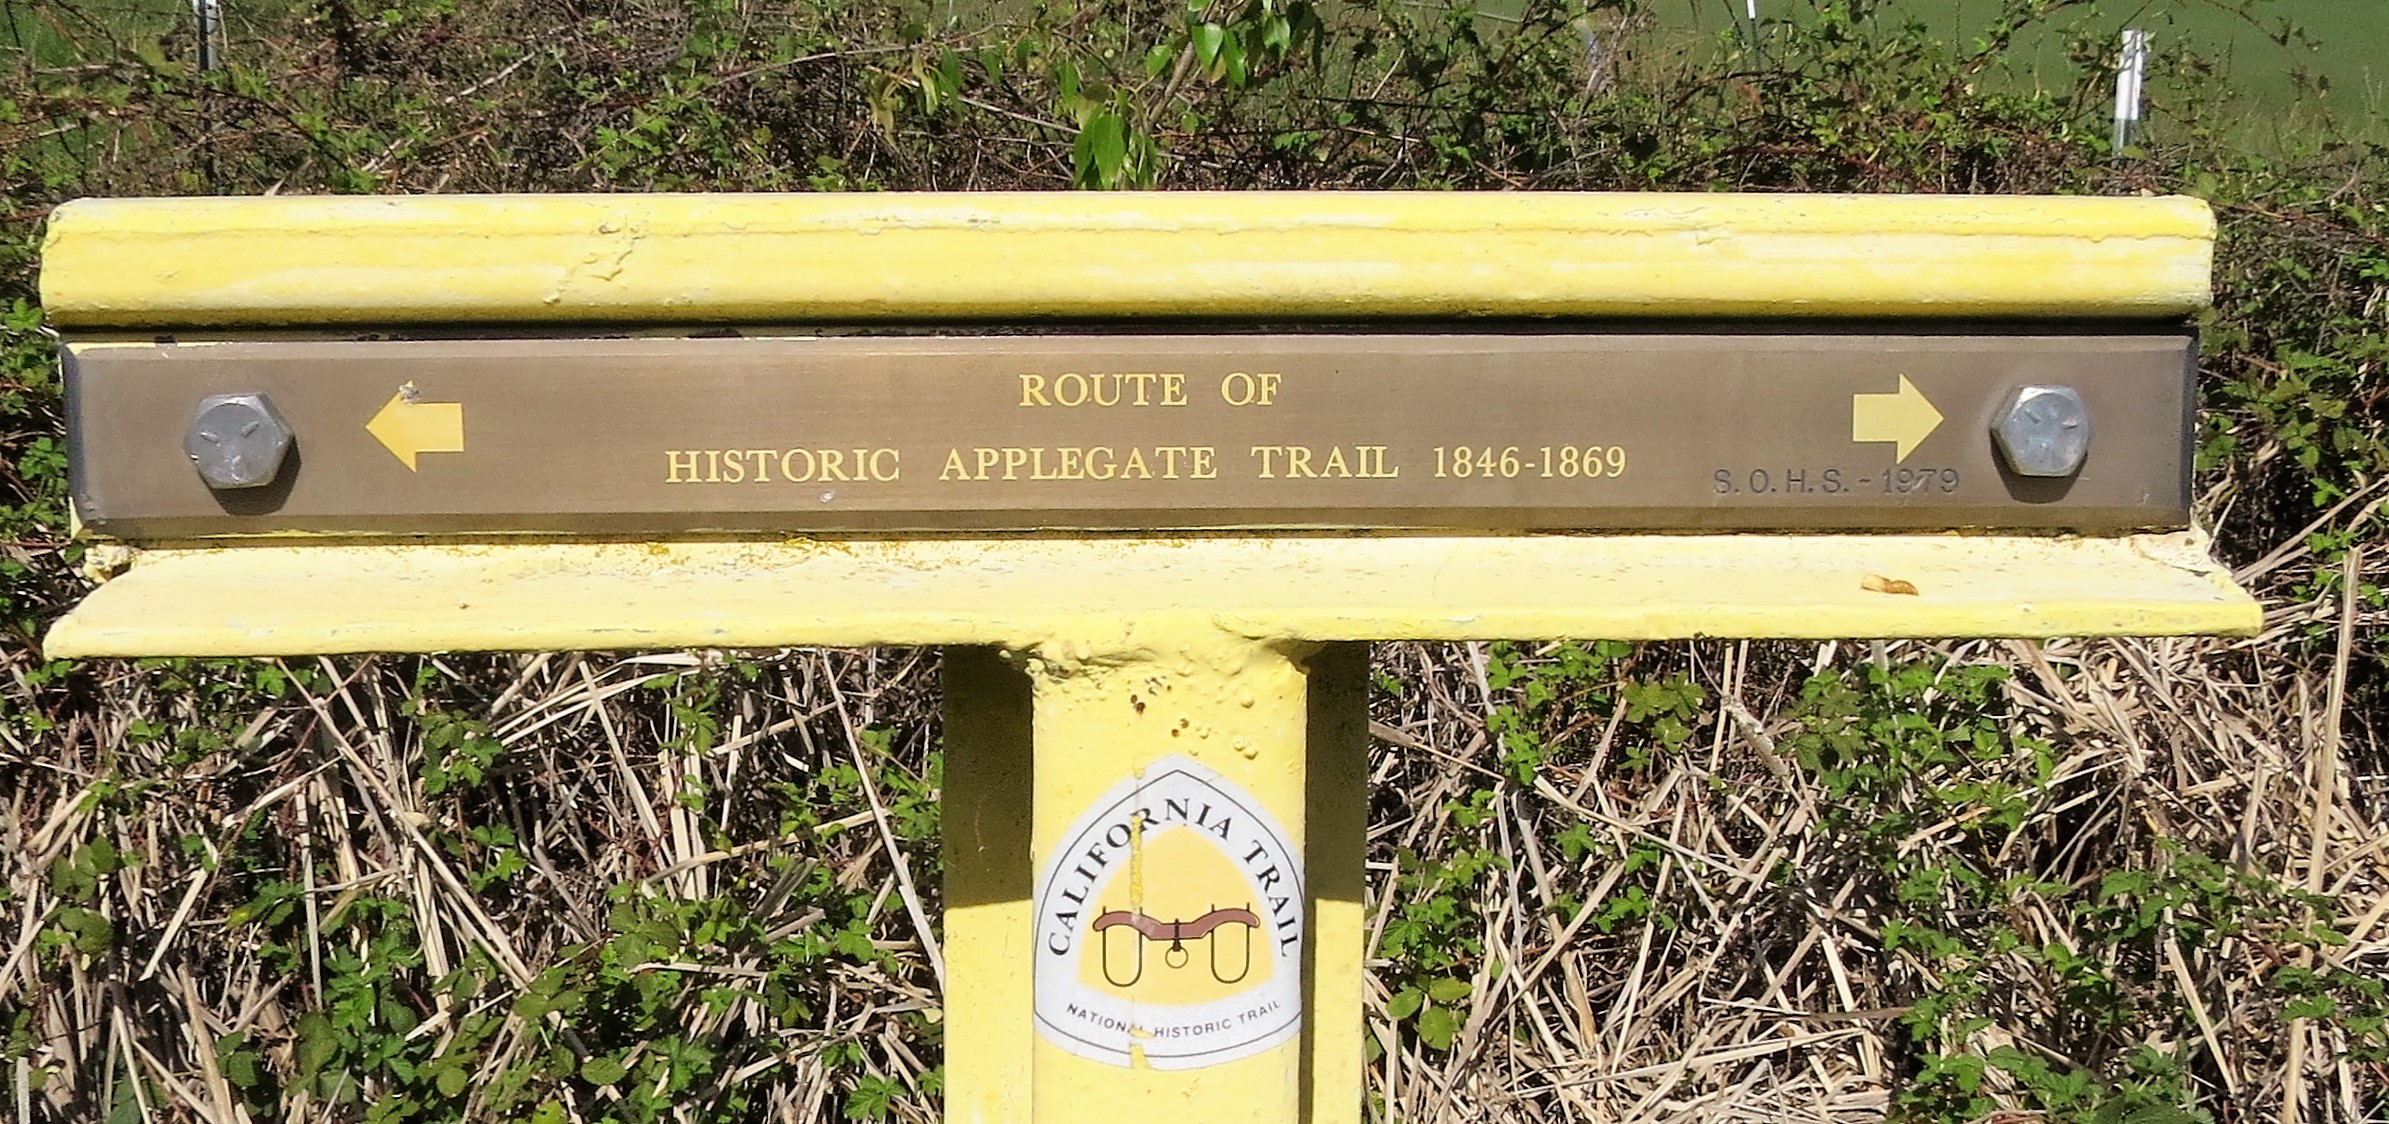 ROUTE OF
HISTORIC APPLEGATE TRAIL 1846-1869
S.O.H.S.-1979
CALIFORNIA TRAIL
NATIONAL HISTORIC TRAIL